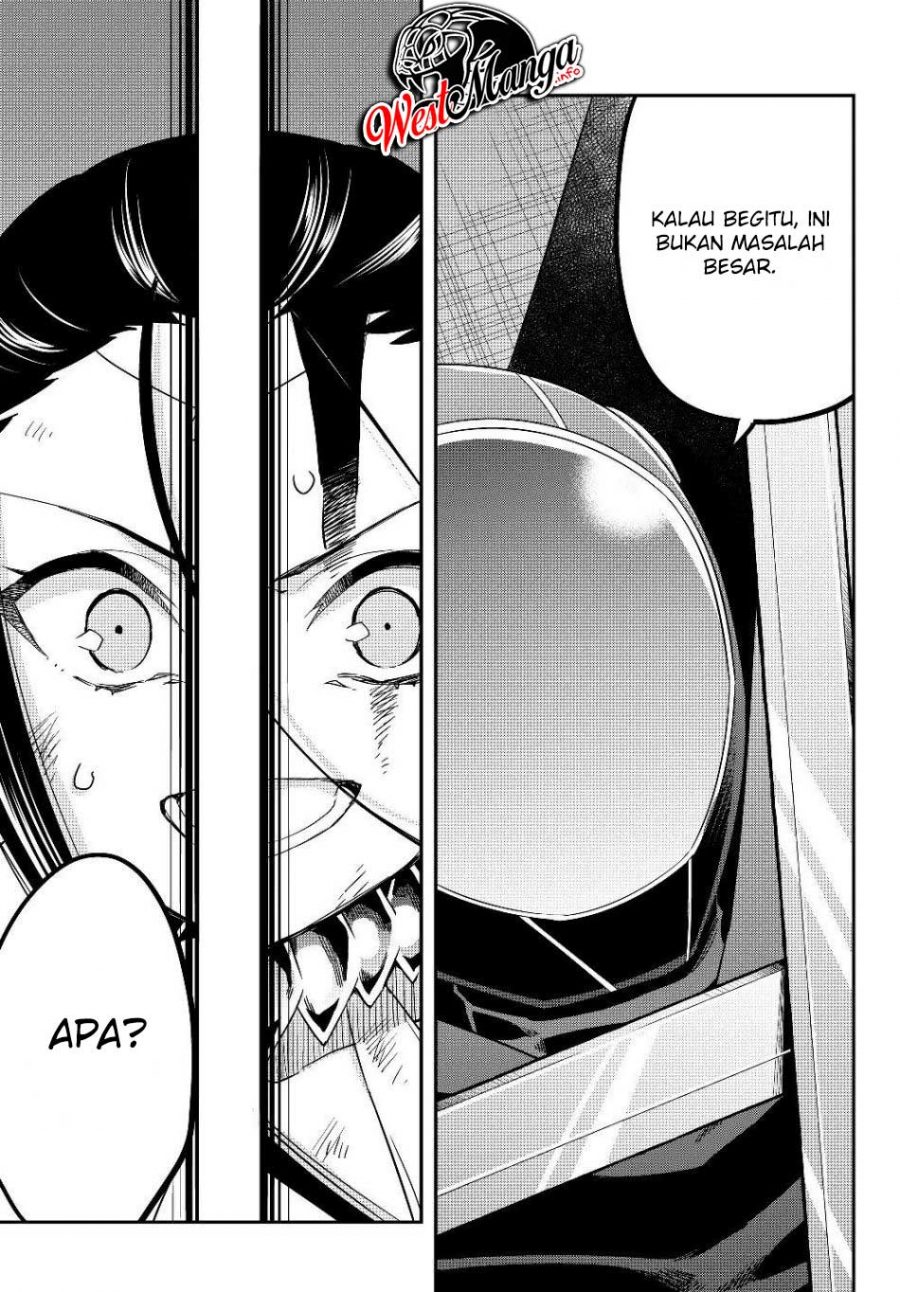 WestManga
.info
KALAU BEGITU, INI
BUKAN MASALAH
BESAR.
APA?